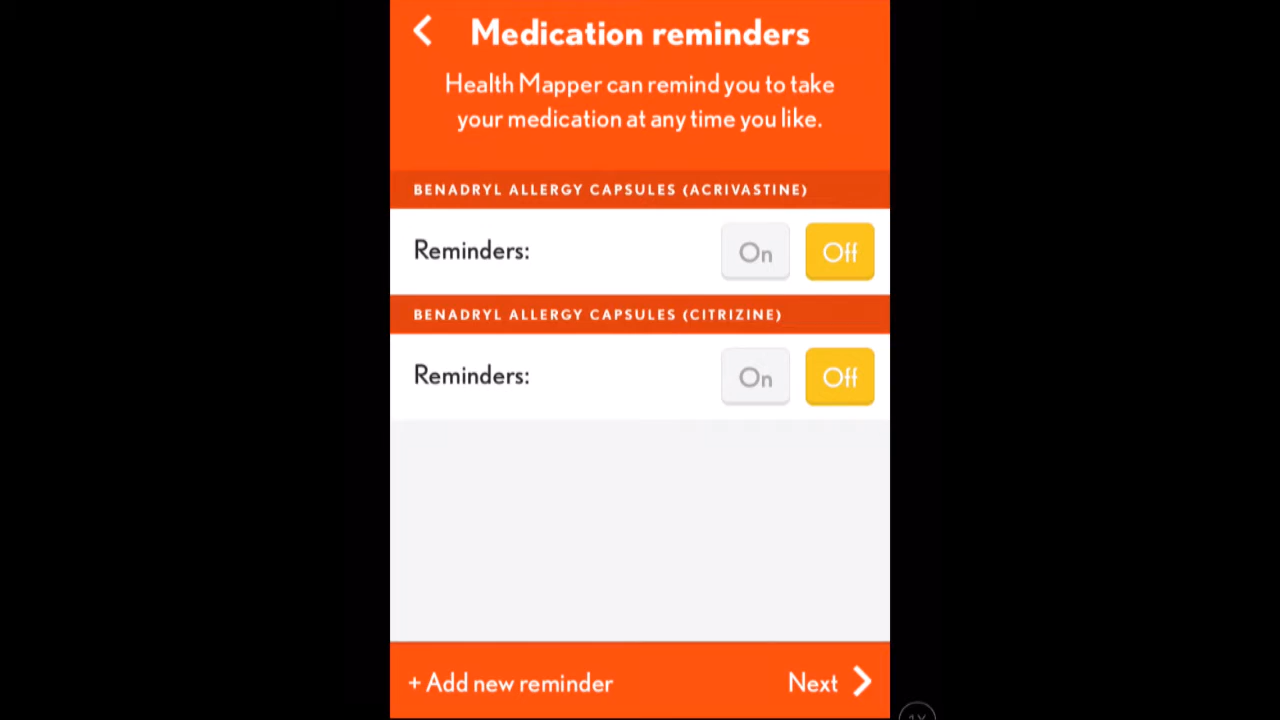 Medication reminders
Health Mapper can remind you to take
your medication at any time you like.
BENADRYL ALLERGY CAPSULES (ACRIVASTINE)
Reminders: On Off
BENADRYL ALLERGY CAPSULES (CITRIZINE)
Reminders: On Off
+ Add new reminder Next